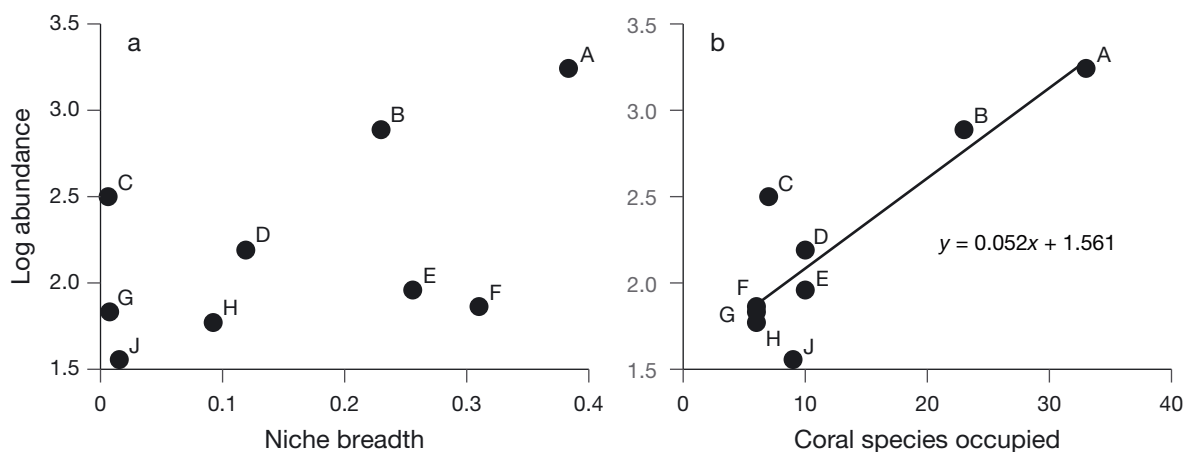 a
b
Log abundance
3.5
3.0
2.5
2.0
1.5
0
0.1
0.2
0.3
0.4
Niche breadth
A
B
C
D
E
F
G
H
J
3.5
3.0
2.5
2.0
1.5
0
10
20
30
40
Coral species occupied
A
B
C
D
E
F
G
H
J
y = 0.052x + 1.561